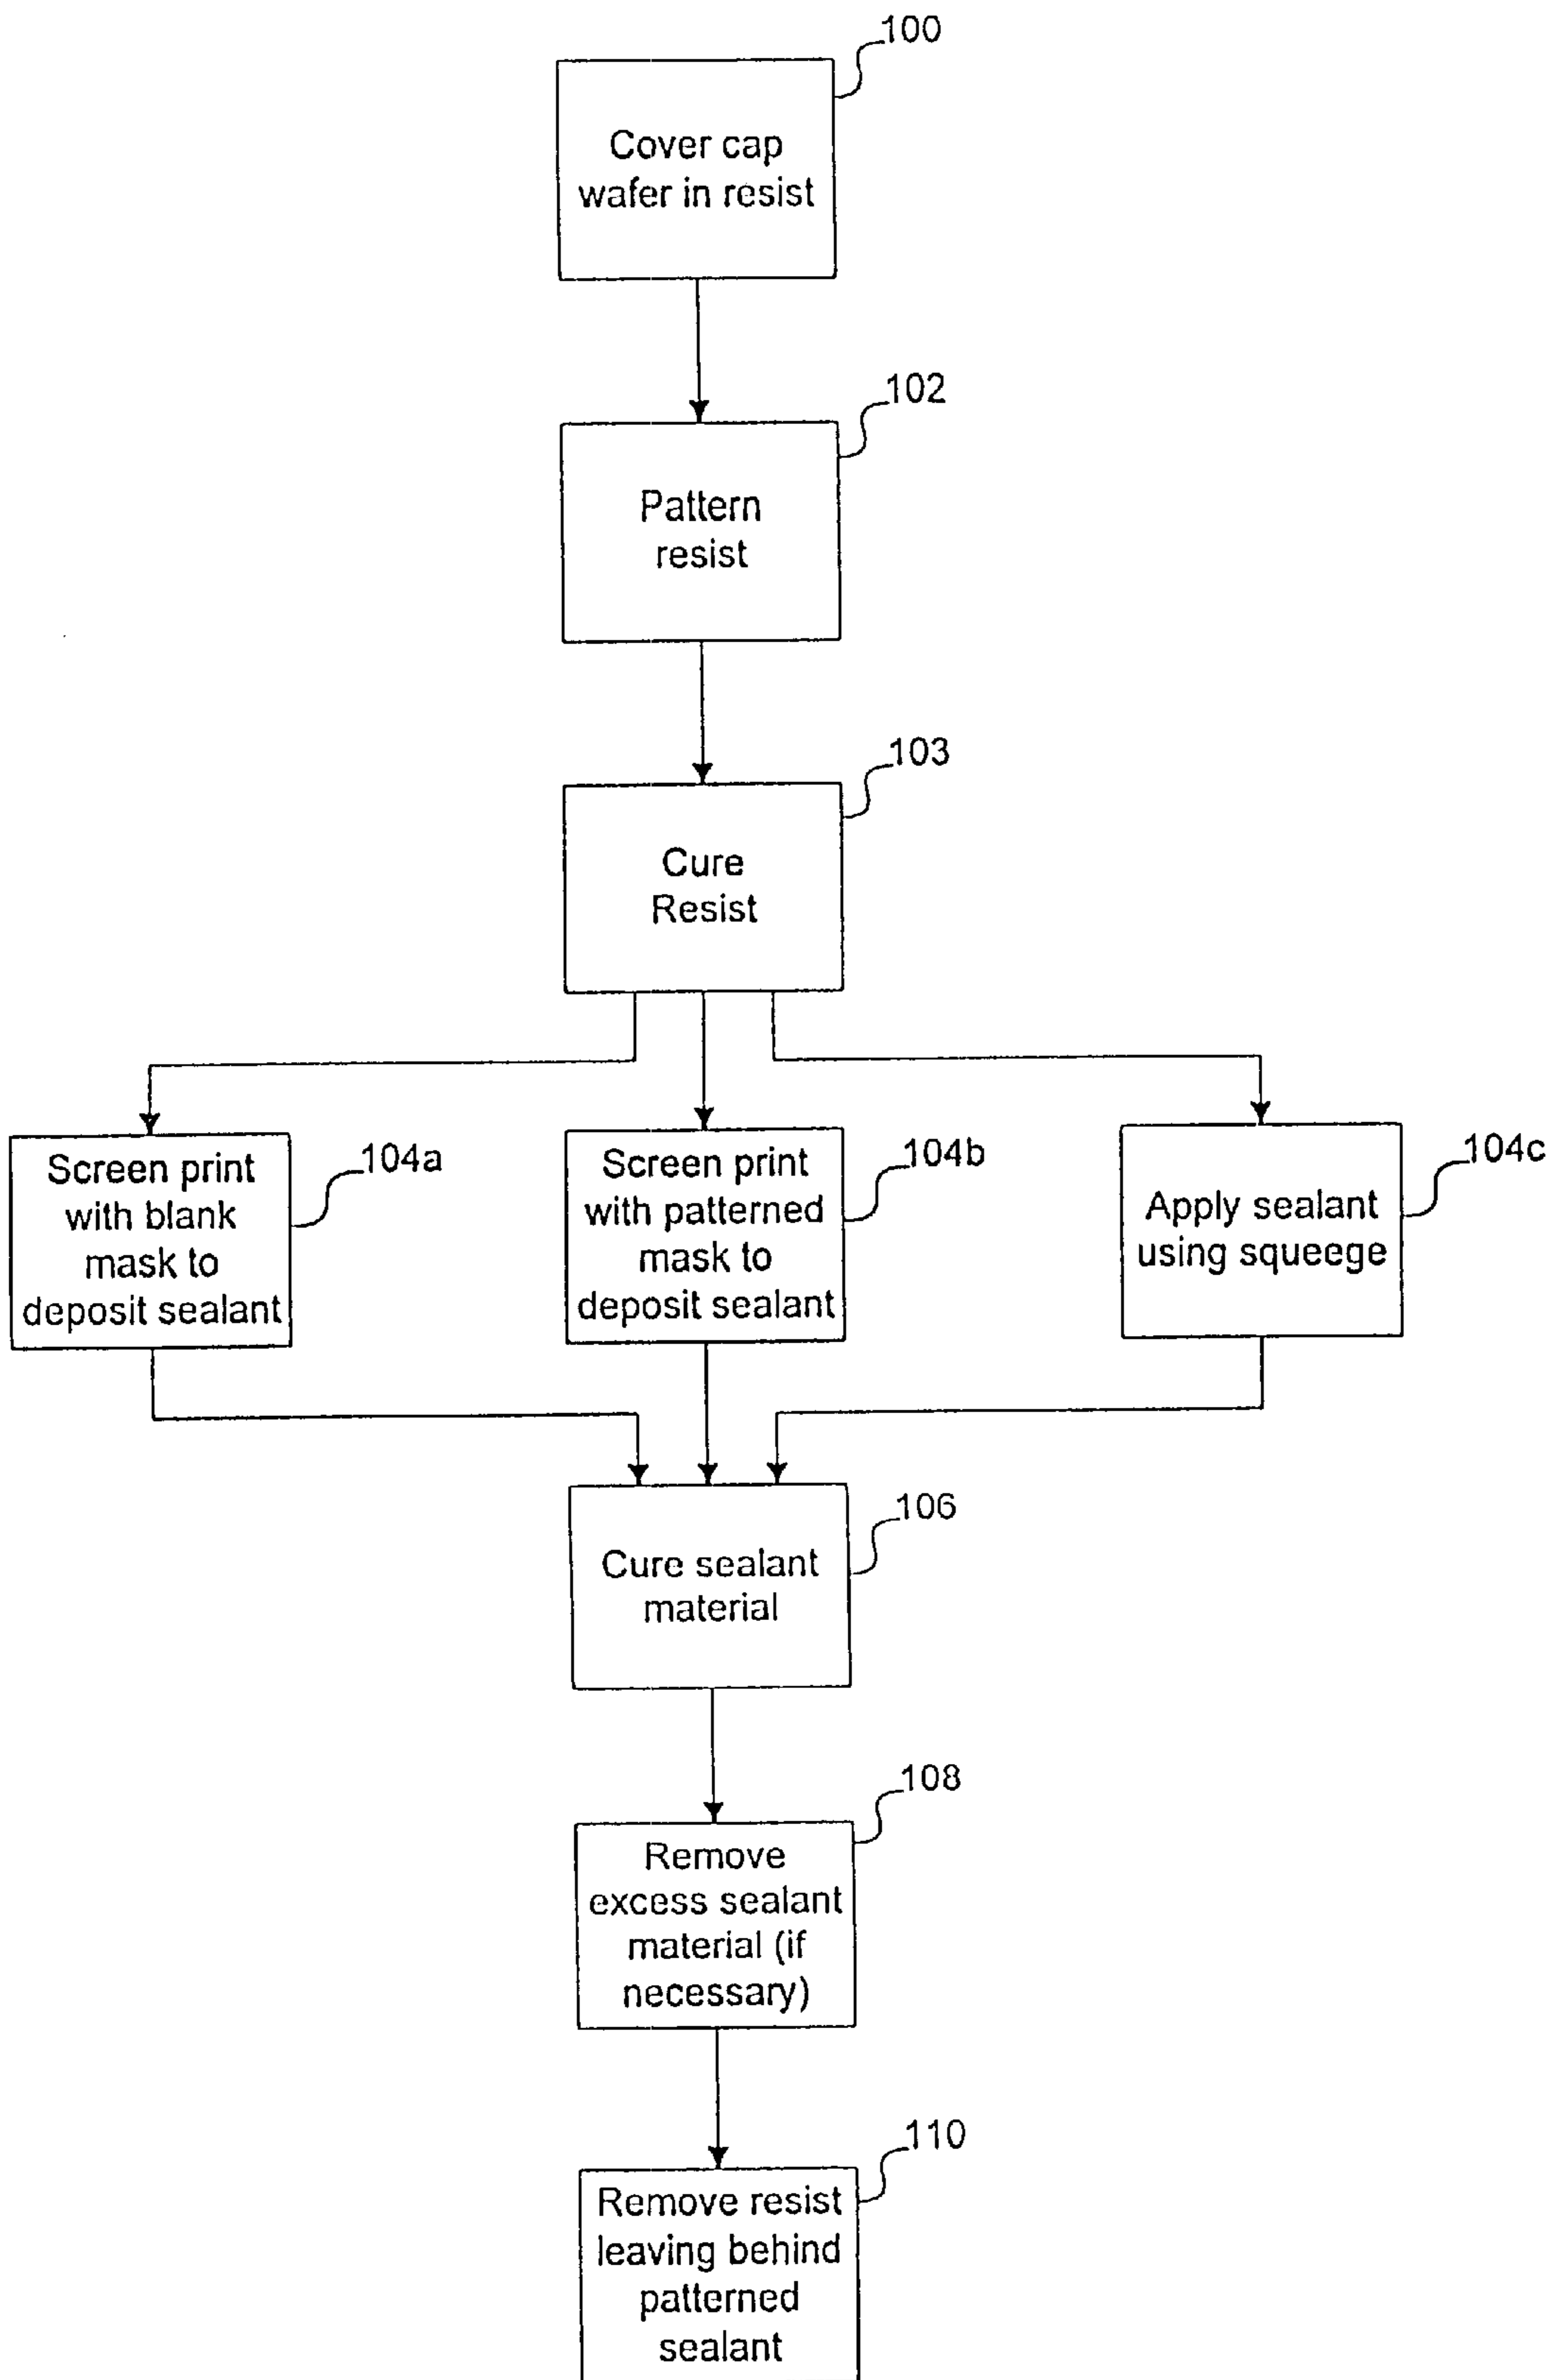 100
Cover cap
wafer in resist
102
Pattern
resist
103
Cure
Resist
104a
Screen print
with blank
mask to
deposit sealant
104b
Screen print
with patterned
mask to
deposit sealant
104c
Apply sealant
using squeege
106
Cure sealant
material
108
Remove
excess sealant
material (if
necessary)
110
Remove resist
leaving behind
patterned
sealant